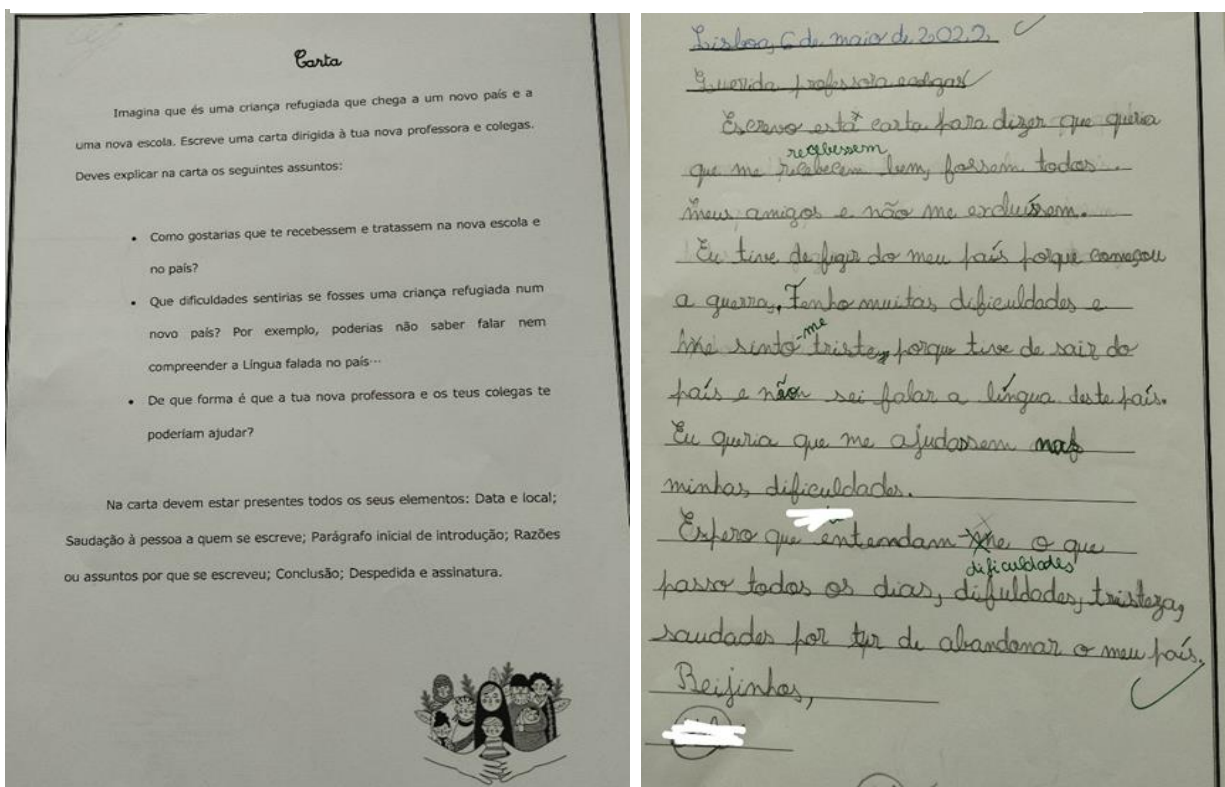 Carta
Imagina que és uma criança refugiada que chega a um novo país e a
uma nova escola. Escreve uma carta dirigida à tua nova professora e colegas.
Deves explicar na carta os seguintes assuntos:
• Como gostarias que te recebessem e tratassem na nova escola e
no país?
• Que dificuldades sentirias se fosses uma criança refugiada num
novo país? Por exemplo, poderias não saber falar nem
compreender a Língua falada no país...
• De que forma é que a tua nova professora e os teus colegas te
poderiam ajudar?
Na carta devem estar presentes todos os seus elementos: Data e local;
Saudação à pessoa a quem se escreve; Parágrafo inicial de introdução; Razões
ou assuntos por que se escreveu; Conclusão; Despedida e assinatura.
Lisboa, 6 de maio de 2022
Querida professora e colegas
Escrevo está carta para dizer que queria
recebessem
que me recebecem bem, fossem todos
meus amigos e não me excluíssem.
Eu tive de fugir do meu país porque começou
a guerra. Tenho muitas dificuldades e
-me
me sinto triste, porque tive de sair do
país e não sei falar a língua deste país.
Eu queria que me ajudassem nas
minhas dificuldades.
Espero que entendam-me o que
dificuldades
passo todos os dias, difuldades, tristeza,
saudades por ter de abandonar o meu país.
Beijinhos,